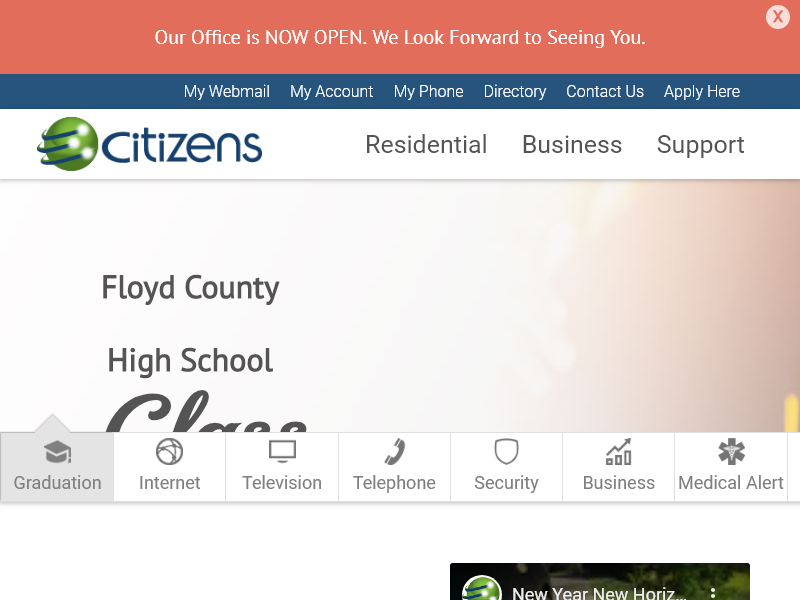 Our Office is NOW OPEN. We Look Forward to Seeing You.
X
My Webmail My Account My Phone Directory Contact Us Apply Here
Citizens
Residential Business Support
Floyd County
High School
Class
Graduation Internet Television Telephone Security Business Medical Alert
New Year New Horiz...